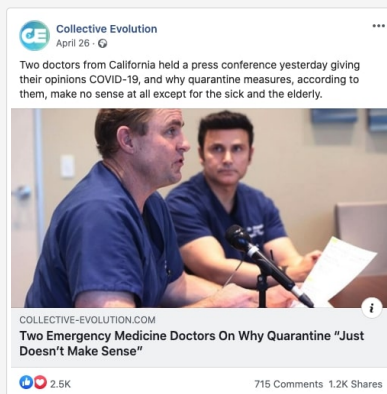 CE
Collective Evolution
April 26 ·
Two doctors from California held a press conference yesterday giving
their opinions COVID-19, and why quarantine measures, according to
them, make no sense at all except for the sick and the elderly.
i
COLLECTIVE-EVOLUTION.COM
Two Emergency Medicine Doctors On Why Quarantine “Just
Doesn’t Make Sense”
2.5K
715 Comments 1.2K Shares